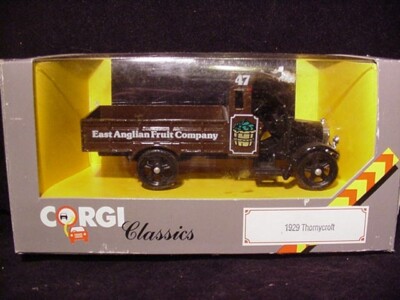 47
East Anglian Fruit Company
CORGI
Classics
1929 Thornycroft